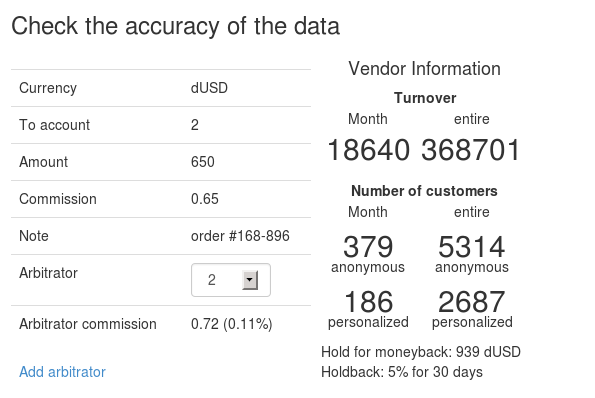 Check the accuracy of the data
Currency dUSD
To account 2
Amount 650
Commission 0.65
Note order #168-896
Arbitrator 2
Arbitrator commission 0.72 (0.11%)
Add arbitrator
Vendor Information
Turnover
Month entire
18640 368701
Number of customers
Month entire
379 5314
anonymous anonymous
186 2687
personalized personalized
Hold for moneyback: 939 dUSD
Holdback: 5% for 30 days